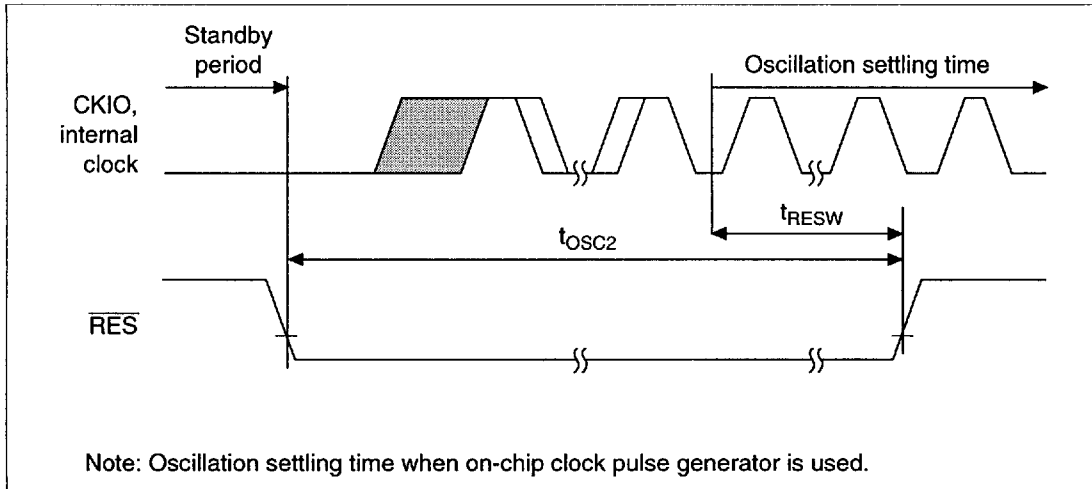 Standby
period
Oscillation settling time
CKIO,
internal
clock
tRESW
tOSC2
RES
Note: Oscillation settling time when on-chip clock pulse generator is used.